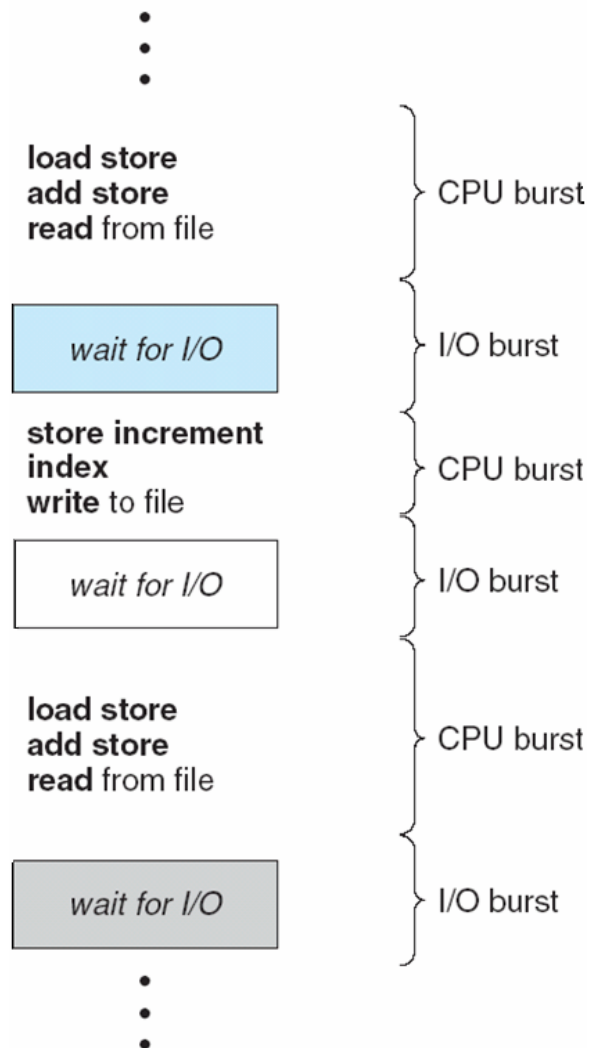 load store
add store
read from file
CPU burst
wait for I/O
I/O burst
store increment
index
write to file
CPU burst
wait for I/O
I/O burst
load store
add store
read from file
CPU burst
wait for I/O
I/O burst